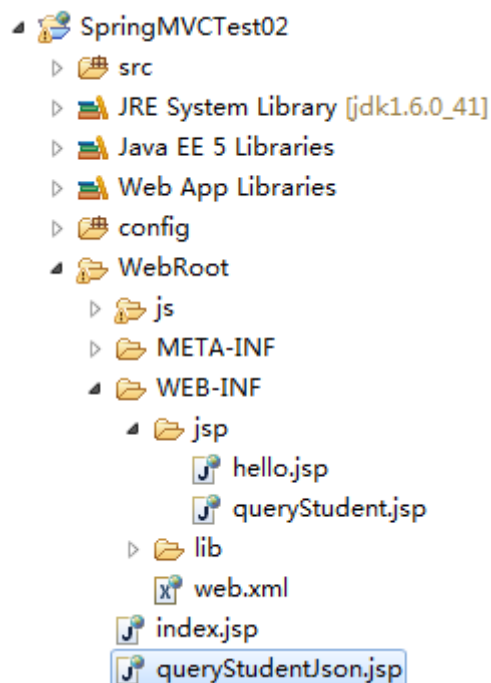 SpringMVCTest02
src
JRE System Library [jdk1.6.0_41]
Java EE 5 Libraries
Web App Libraries
config
WebRoot
js
META-INF
WEB-INF
jsp
hello.jsp
queryStudent.jsp
lib
web.xml
index.jsp
queryStudentJson.jsp